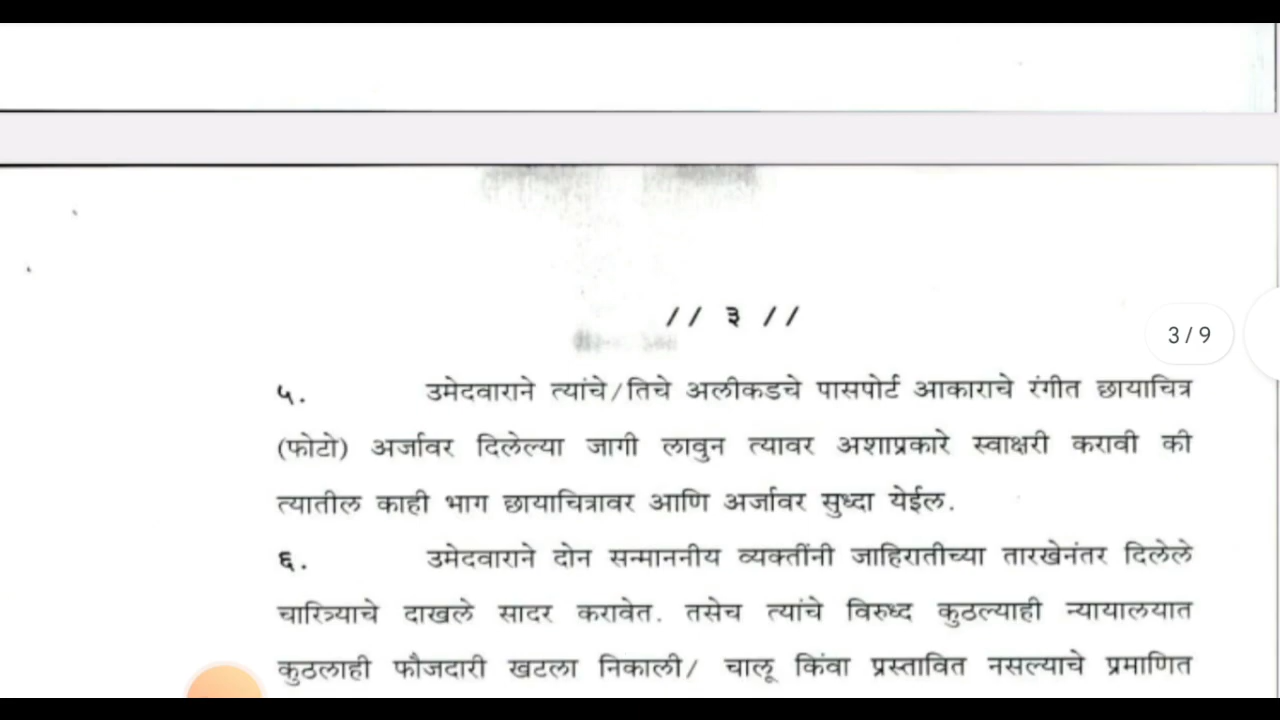 // ३ //
3/9
५. उमेदवाराने त्यांचे/तिचे अलीकडचे पासपोर्ट आकाराचे रंगीत छायाचित्र
(फोटो) अर्जावर दिलेल्या जागी लावुन त्यावर अशाप्रकारे स्वाक्षरी करावी की
त्यातील काही भाग छायाचित्रावर आणि अर्जावर सुध्दा येईल.
६. उमेदवाराने दोन सन्माननीय व्यक्तींनी जाहिरातीच्या तारखेनंतर दिलेले
चारित्र्याचे दाखले सादर करावेत. तसेच त्यांचे विरुध्द कुठल्याही न्यायालयात
कुठलाही फौजदारी खटला निकाली/ चालू किंवा प्रस्तावित नसल्याचे प्रमाणित